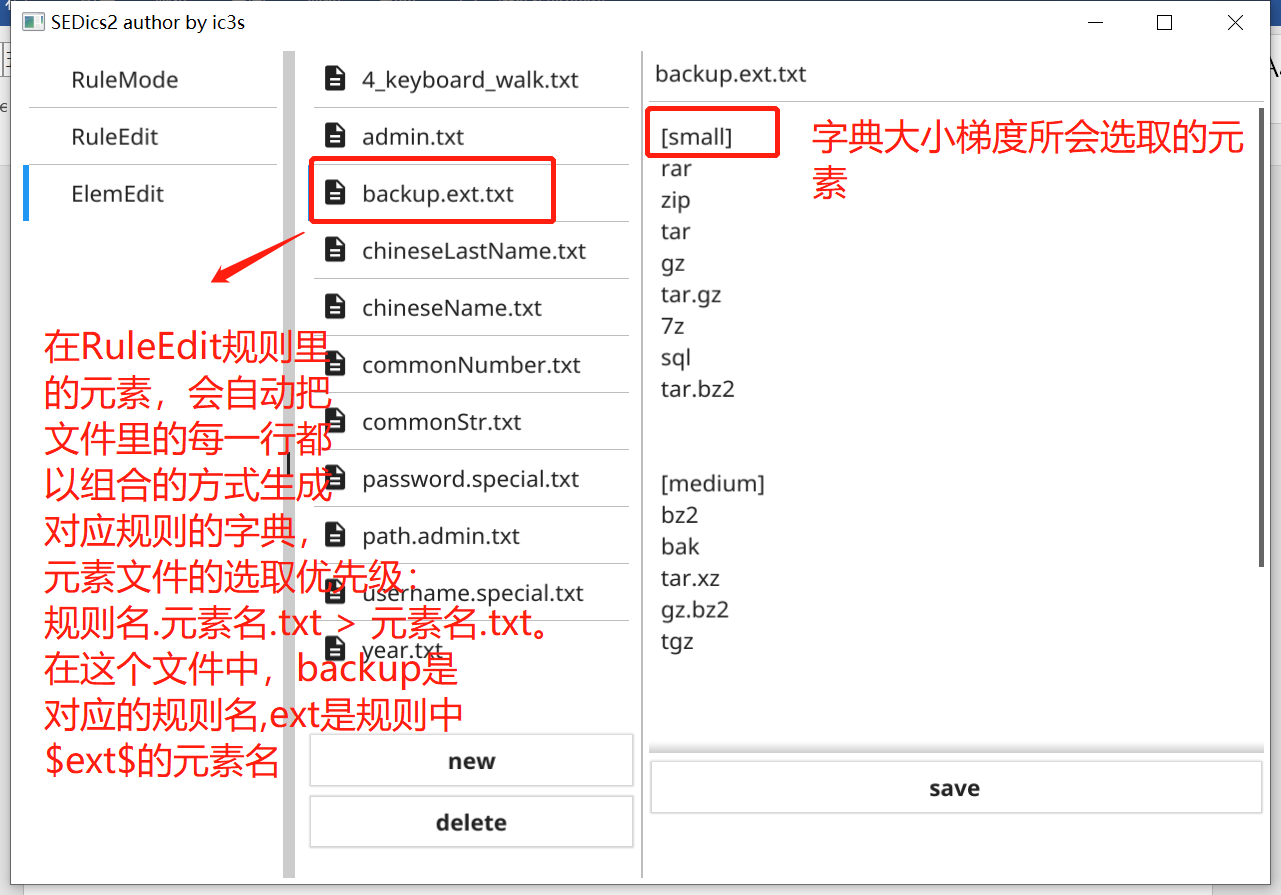 SEDics2 author by ic3s
RuleMode
RuleEdit
ElemEdit
4_keyboard_walk.txt
admin.txt
backup.ext.txt
chineseLastName.txt
chineseName.txt
commonNumber.txt
commonStr.txt
password.special.txt
path.admin.txt
username.special.txt
year.txt
new
delete
在RuleEdit规则里
的元素，会自动把
文件里的每一行都
以组合的方式生成
对应规则的字典，
元素文件的选取优先级：
规则名.元素名.txt > 元素名.txt。
在这个文件中，backup是
对应的规则名,ext是规则中
$ext$的元素名
backup.ext.txt
[small]
字典大小梯度所会选取的元
素
rar
zip
tar
gz
tar.gz
7z
sql
tar.bz2
[medium]
bz2
bak
tar.xz
gz.bz2
tgz
save